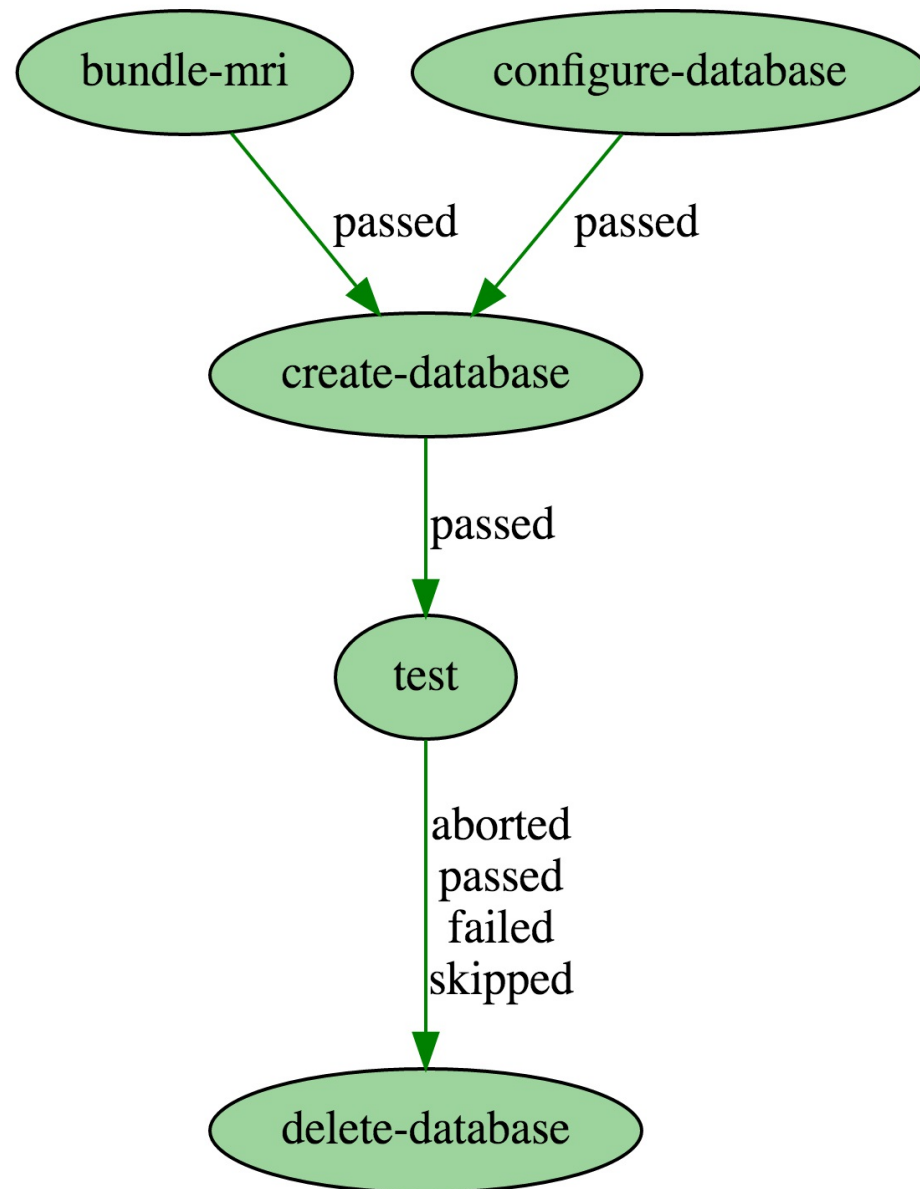 bundle-mri
configure-database
passed
passed
create-database
passed
test
aborted
passed
failed
skipped
delete-database